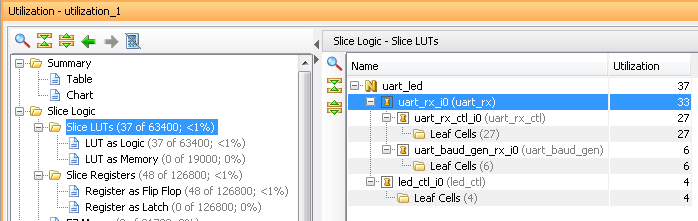 Utilization - utilization_1
Summary
Table
Chart
Slice Logic
Slice LUTs (37 of 63400; <1%)
LUT as Logic (37 of 63400; <1%)
LUT as Memory (0 of 19000; 0%)
Slice Registers (48 of 126800; <1%)
Register as Flip Flop (48 of 126800; <1%)
Register as Latch (0 of 126800; 0%)
Slice Logic - Slice LUTs
Name Utilization
uart_led 37
uart_rx_i0 (uart_rx) 33
uart_rx_ctl_i0 (uart_rx_ctl) 27
Leaf Cells (27) 27
uart_baud_gen_rx_i0 (uart_baud_gen) 6
Leaf Cells (6) 6
led_ctl_i0 (led_ctl) 4
Leaf Cells (4) 4